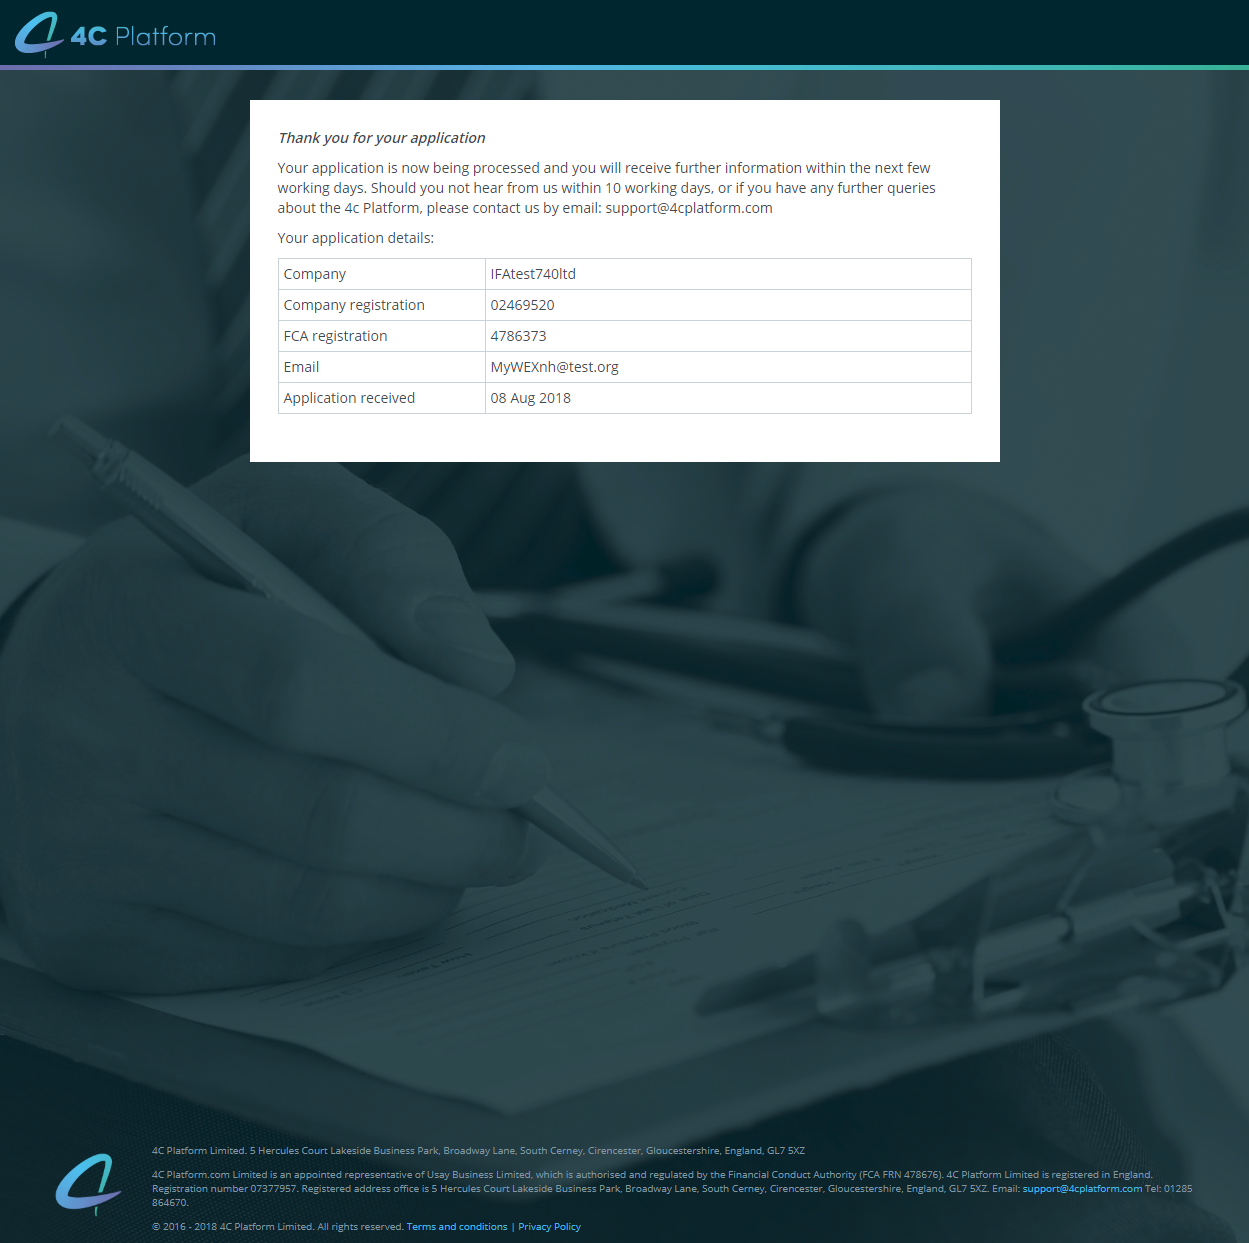 4C Platform
Thank you for your application
Your application is now being processed and you will receive further information within the next few
working days. Should you not hear from us within 10 working days, or if you have any further queries
about the 4c Platform, please contact us by email: support@4cplatform.com
Your application details:
Company IFAtest740ltd
Company registration 02469520
FCA registration 4786373
Email MyWEXnh@test.org
Application received 08 Aug 2018
4C Platform Limited. 5 Hercules Court Lakeside Business Park, Broadway Lane, South Cerney, Cirencester, Gloucestershire, England, GL7 5XZ
4C Platform.com Limited is an appointed representative of Usay Business Limited, which is authorised and regulated by the Financial Conduct Authority (FCA FRN 478676). 4C Platform Limited is registered in England.
Registration number 07377957. Registered address office is 5 Hercules Court Lakeside Business Park, Broadway Lane, South Cerney, Cirencester, Gloucestershire, England, GL7 5XZ. Email: support@4cplatform.com Tel: 01285
864670.
© 2016 - 2018 4C Platform Limited. All rights reserved. Terms and conditions | Privacy Policy